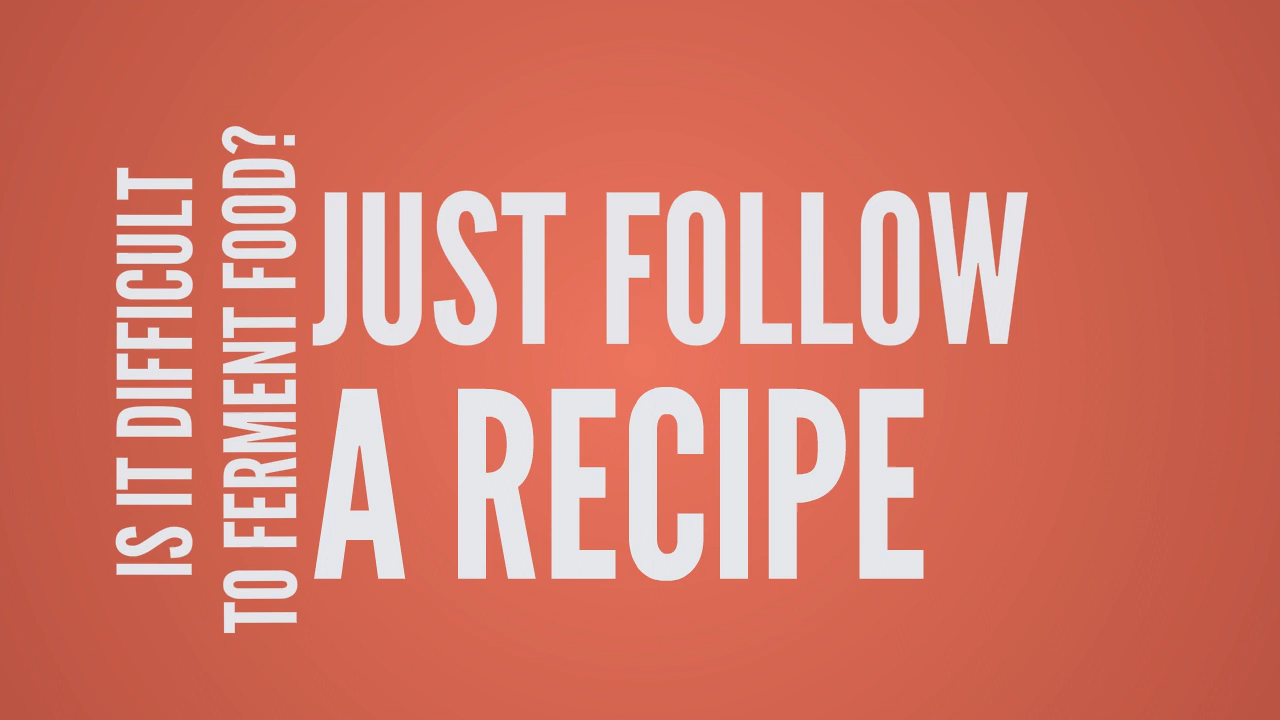 IS IT DIFFICULT
TO FERMENT FOOD?
JUST FOLLOW
A RECIPE